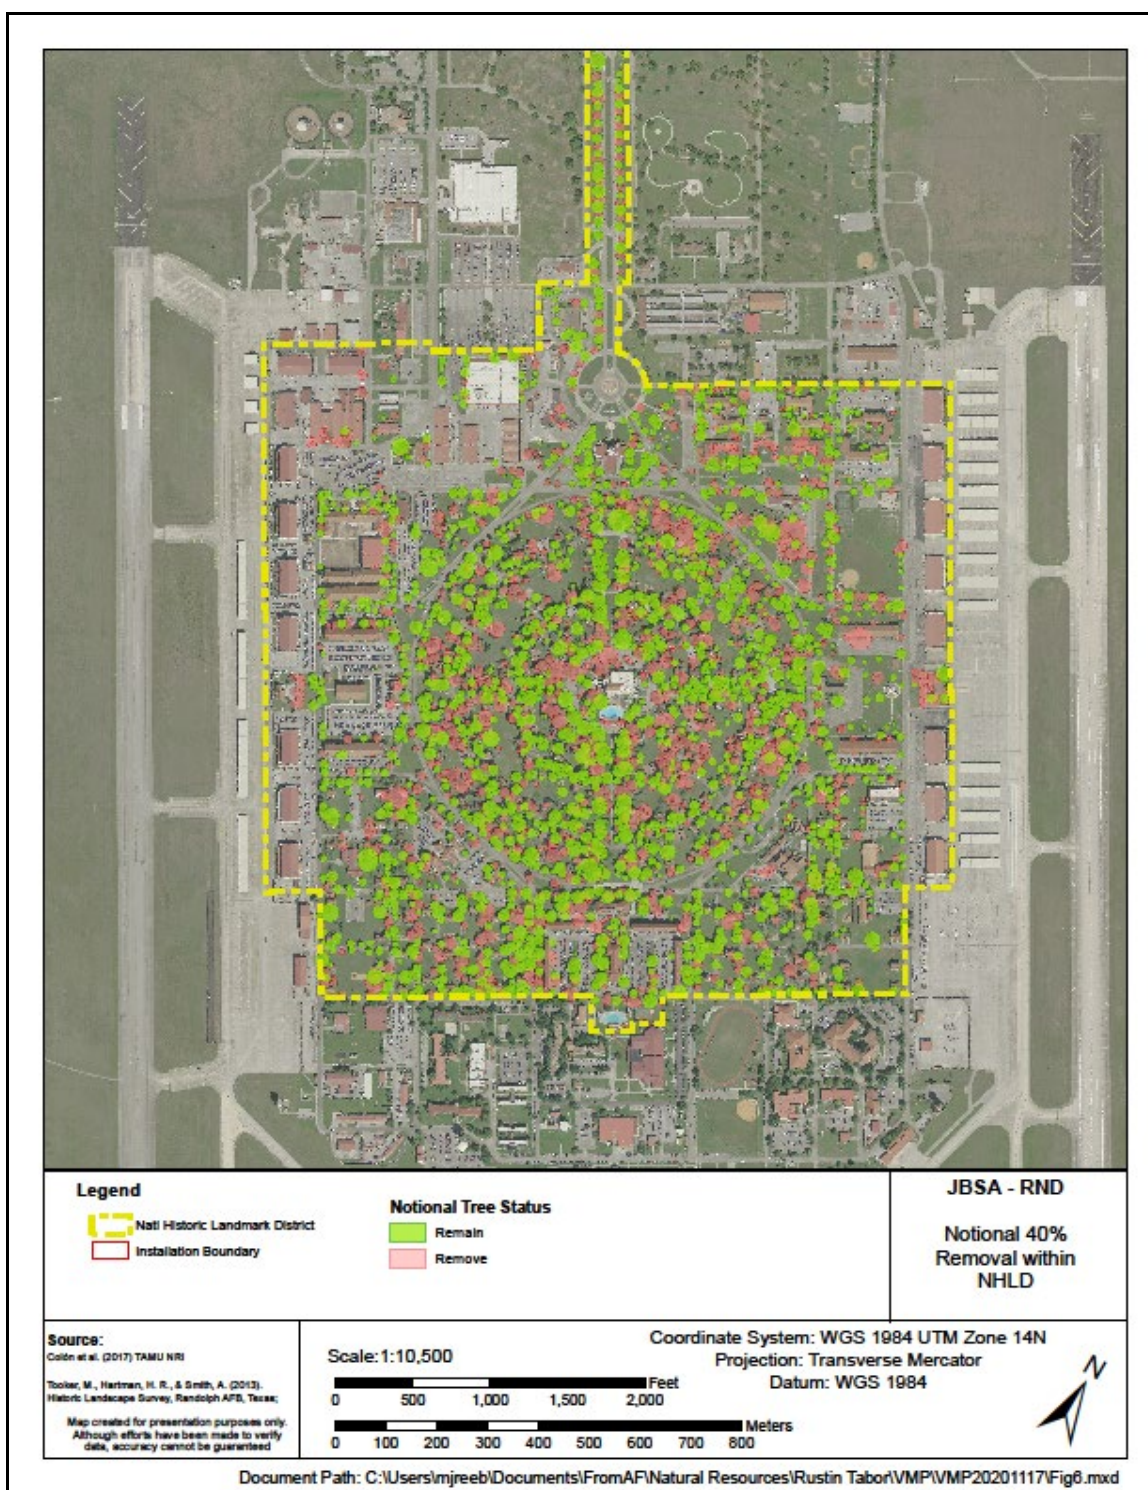 Legend
Natl Historic Landmark District
Installation Boundary
Notional Tree Status
Remain
Remove
JBSA - RND
Notional 40%
Removal within
NHLD
Source:
Colón et al. (2017) TAMU NRI
Tooker, M., Hartman, H. R., & Smith, A. (2013).
Historic Landscape Survey, Randolph AFB, Texas;
Map created for presentation purposes only.
Although efforts have been made to verify
data, accuracy cannot be guaranteed
Scale:1:10,500
Feet
0 500 1,000 1,500 2,000
Meters
0 100 200 300 400 500 600 700 800
Coordinate System: WGS 1984 UTM Zone 14N
Projection: Transverse Mercator
Datum: WGS 1984
N
Document Path: C:\Users\mjreeb\Documents\FromAF\Natural Resources\Rustin Tabor\VMP\VMP20201117\Fig6.mxd